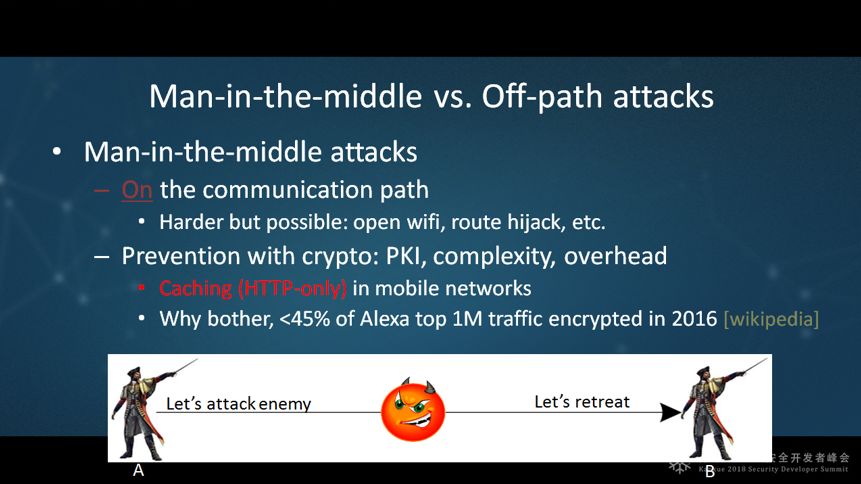 Man-in-the-middle vs. Off-path attacks
• Man-in-the-middle attacks
– On the communication path
• Harder but possible: open wifi, route hijack, etc.
– Prevention with crypto: PKI, complexity, overhead
• Caching (HTTP-only) in mobile networks
• Why bother, <45% of Alexa top 1M traffic encrypted in 2016 [wikipedia]
Let's attack enemy
Let's retreat
A
B
安全开发者峰会
2018 Security Developer Summit